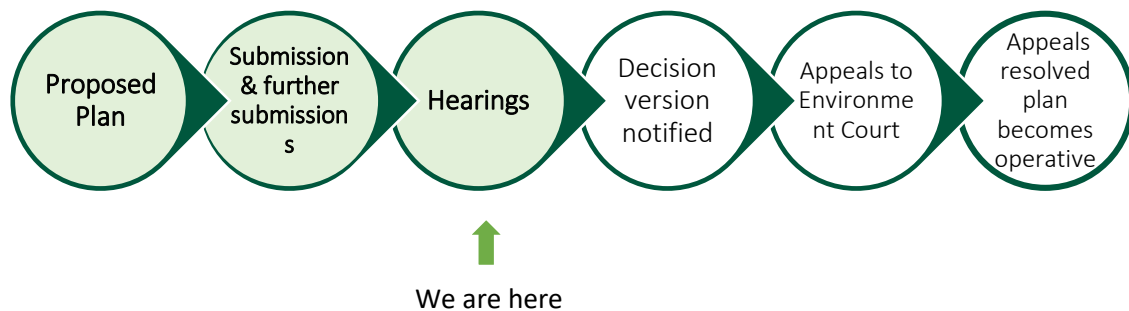 Proposed
Plan
Submission
& further
submission
s
Hearings
Decision
version
notified
Appeals to
Environme
nt Court
Appeals
resolved
plan
becomes
operative
We are here